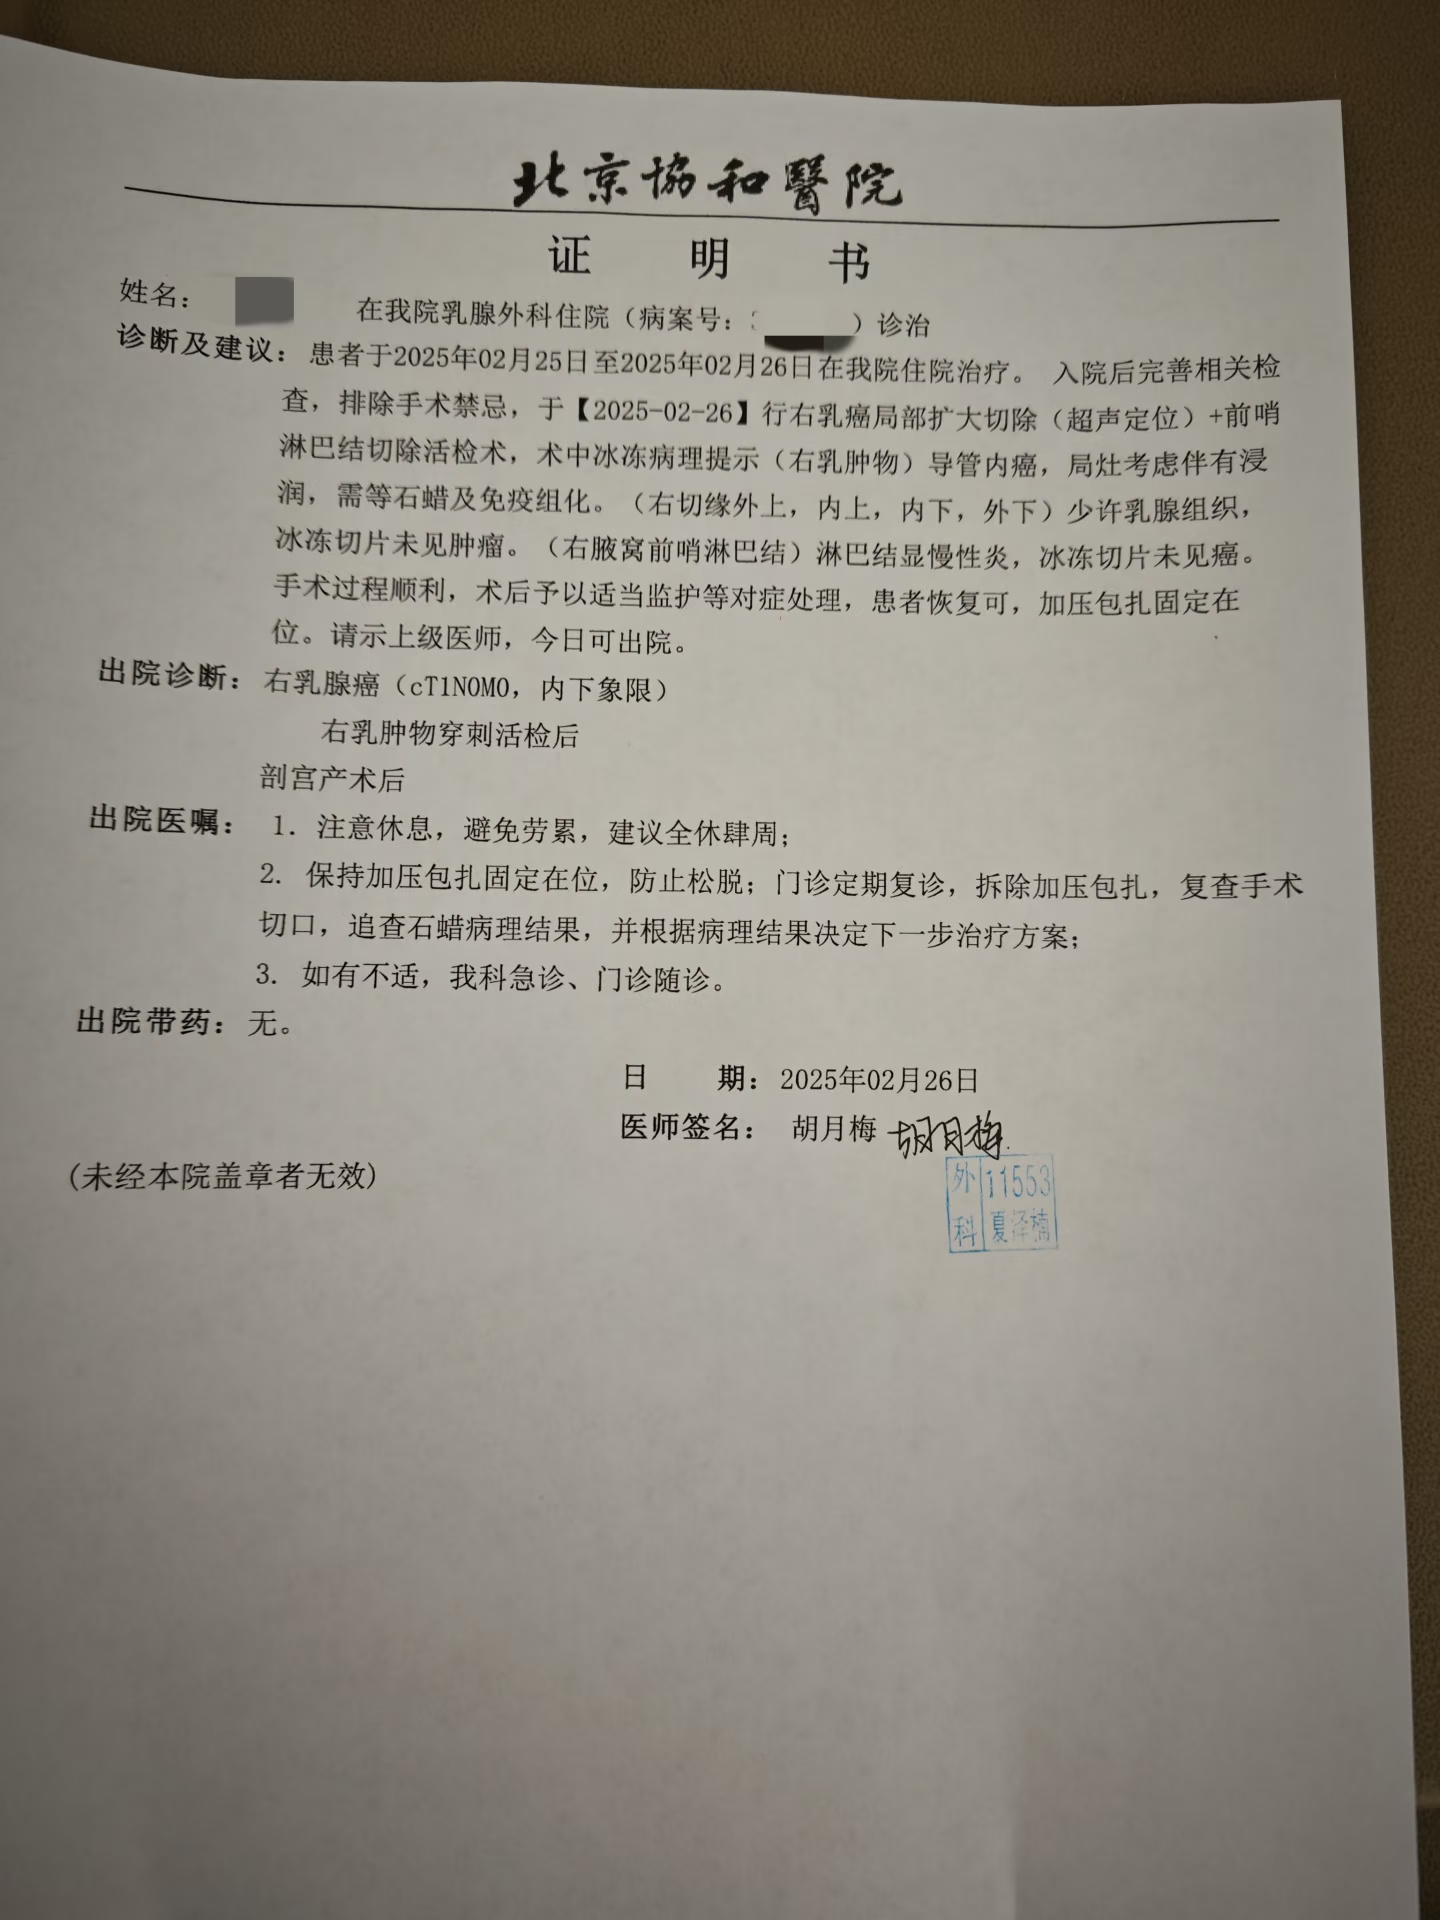 北京協和醫院
证 明 书
姓名： 在我院乳腺外科住院（病案号： ）诊治
诊断及建议：患者于2025年02月25日至2025年02月26日在我院住院治疗。 入院后完善相关检
查，排除手术禁忌，于【2025-02-26】行右乳癌局部扩大切除（超声定位）+前哨
淋巴结切除活检术，术中冰冻病理提示（右乳肿物）导管内癌，局灶考虑伴有浸
润，需等石蜡及免疫组化。（右切缘外上，内上，内下，外下）少许乳腺组织，
冰冻切片未见肿瘤。（右腋窝前哨淋巴结）淋巴结显慢性炎，冰冻切片未见癌。
手术过程顺利，术后予以适当监护等对症处理，患者恢复可，加压包扎固定在
位。请示上级医师，今日可出院。
出院诊断：右乳腺癌（cT1N0M0，内下象限）
右乳肿物穿刺活检后
剖宫产术后
出院医嘱： 1. 注意休息，避免劳累，建议全休肆周；
2. 保持加压包扎固定在位，防止松脱；门诊定期复诊，拆除加压包扎，复查手术
切口，追查石蜡病理结果，并根据病理结果决定下一步治疗方案；
3. 如有不适，我科急诊、门诊随诊。
出院带药：无。
日 期：2025年02月26日
医师签名： 胡月梅 胡月梅
(未经本院盖章者无效)
外科 11553
夏泽楠